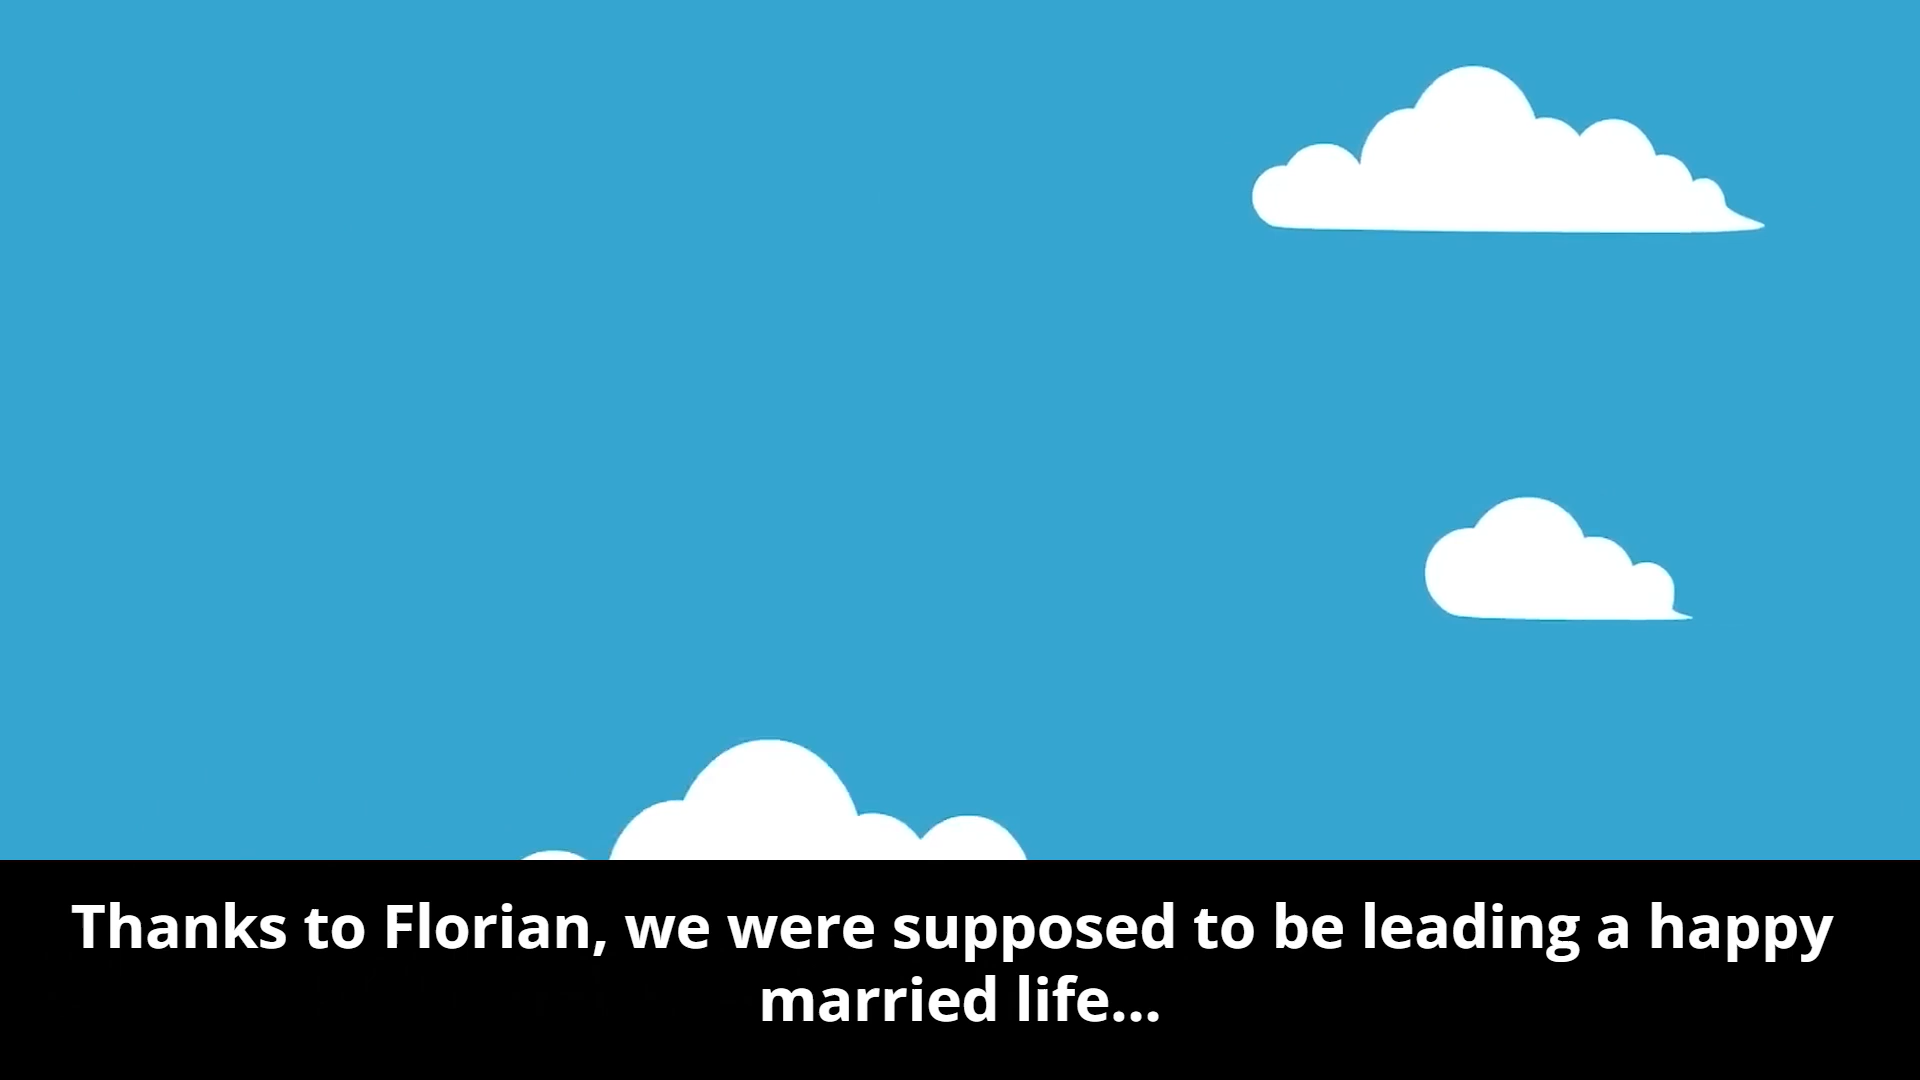 Thanks to Florian, we were supposed to be leading a happy
married life...